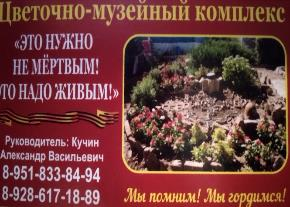 Цветочно-музейный комплекс
«ЭТО НУЖНО
НЕ МЁРТВЫМ!
ЭТО НАДО ЖИВЫМ!»
Руководитель: Кучин
Александр Васильевич
8-951-833-84-94
8-928-617-18-89
Мы помним! Мы гордимся!